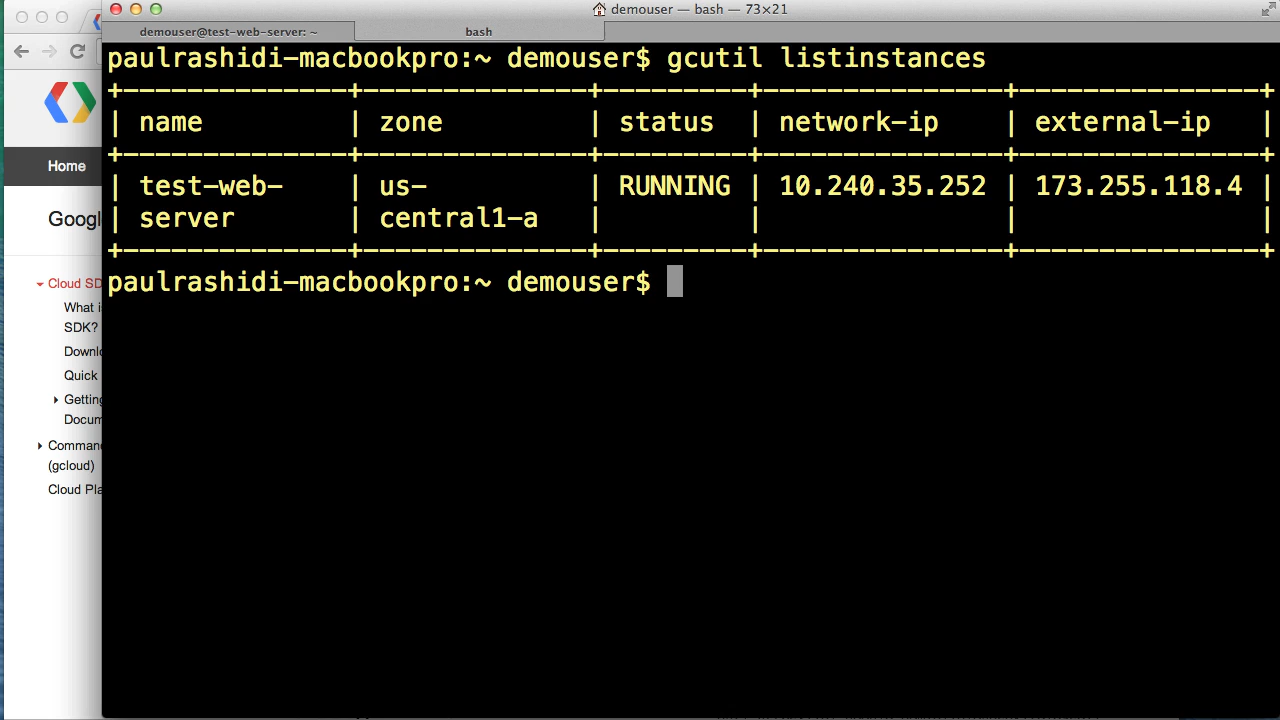 demouser — bash — 73×21
demouser@test-web-server: ~
bash
paulrashidi-macbookpro:~ demouser$ gcutil listinstances
+---------------+--------------+---------+---------------+---------------+
| name | zone | status | network-ip | external-ip |
+---------------+--------------+---------+---------------+---------------+
| test-web- | us- | RUNNING | 10.240.35.252 | 173.255.118.4 |
| server | central1-a | | | |
+---------------+--------------+---------+---------------+---------------+
paulrashidi-macbookpro:~ demouser$
Home
Googl
Cloud SD
What i
SDK?
Downlo
Quick
Getting
Docum
Comman
(gcloud)
Cloud Pla